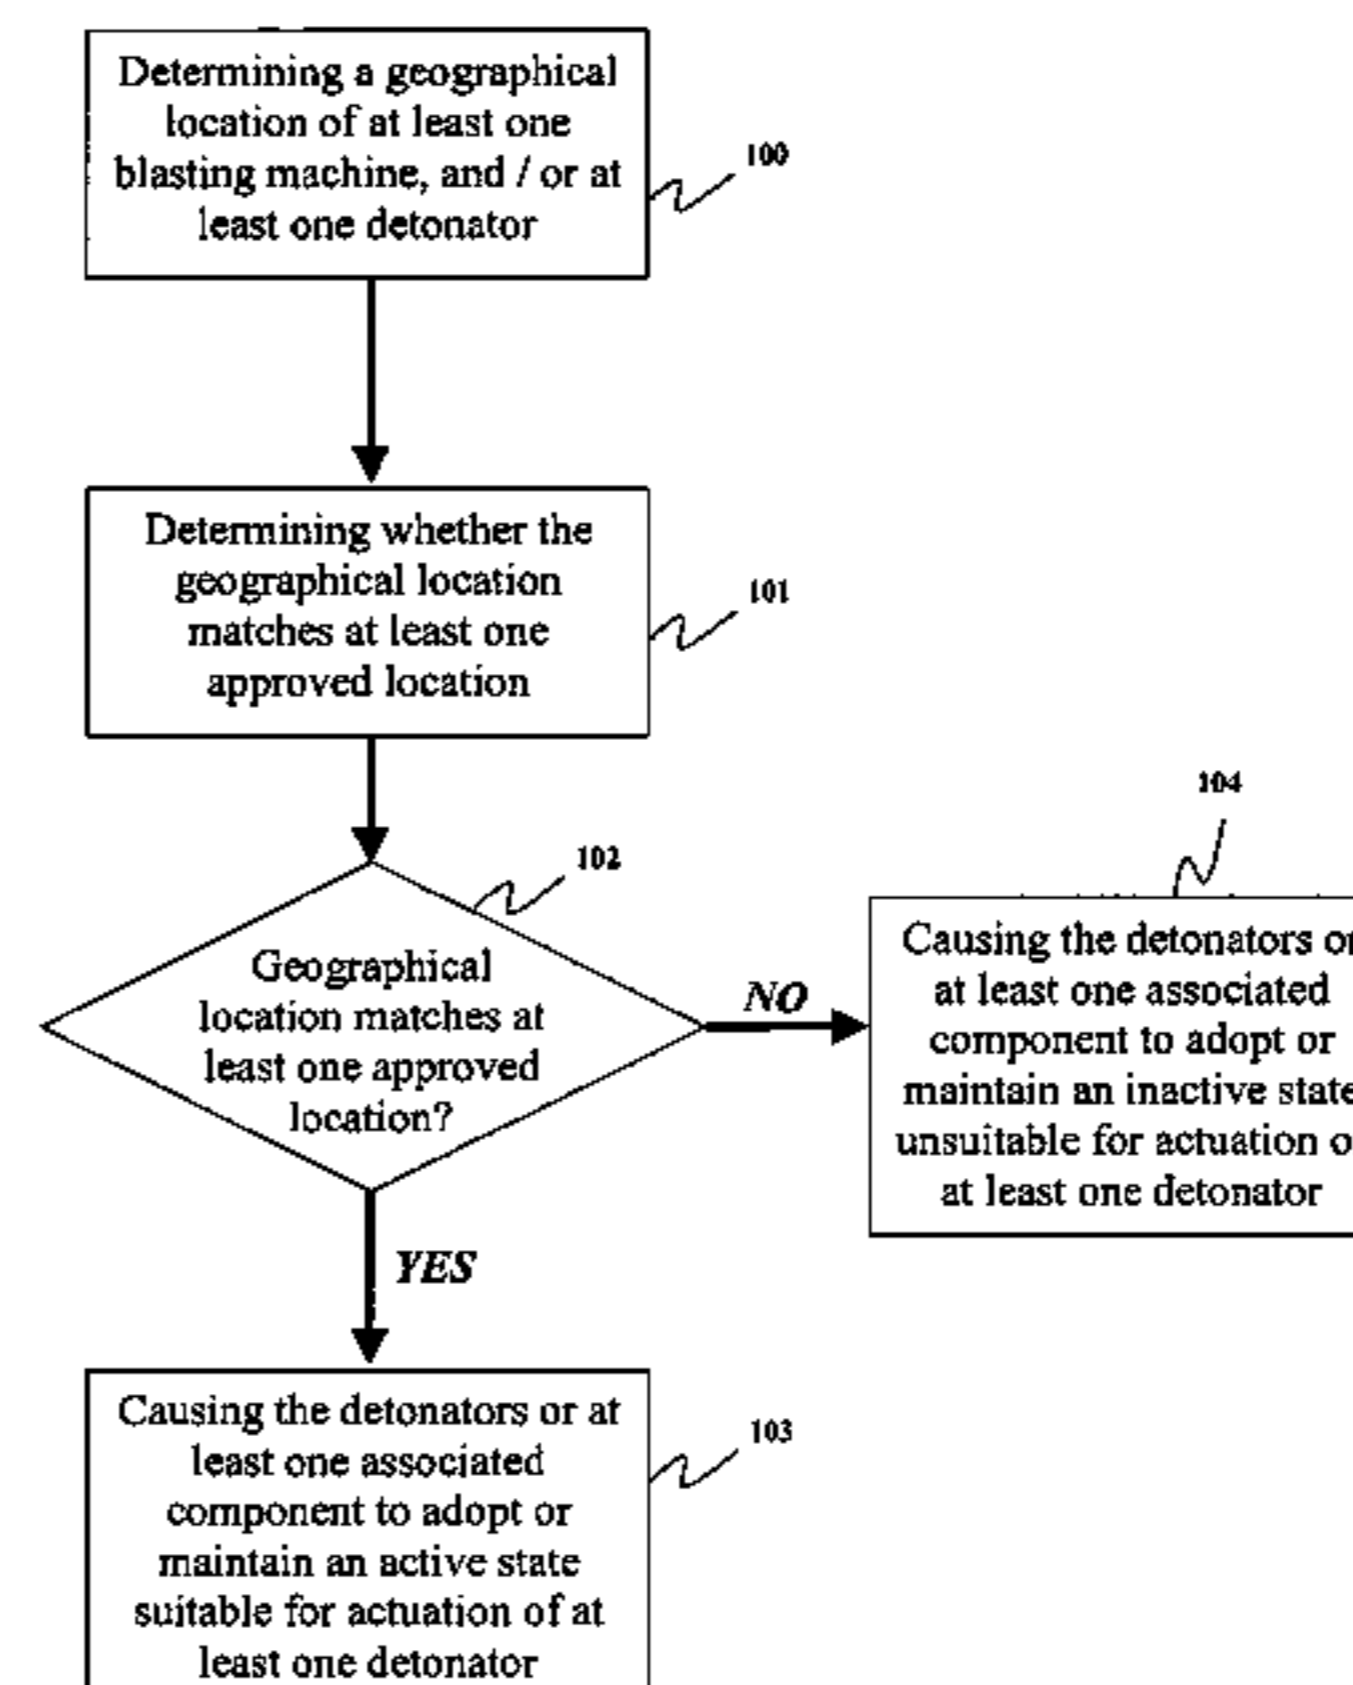 Determining a geographical
location of at least one
blasting machine, and / or at
least one detonator
100
Determining whether the
geographical location
matches at least one
approved location
101
102
Geographical
location matches at
least one approved
location?
NO
104
Causing the detonators or
at least one associated
component to adopt or
maintain an inactive state
unsuitable for actuation o
at least one detonator
YES
Causing the detonators or at
least one associated
component to adopt or
maintain an active state
suitable for actuation of at
least one detonator
103